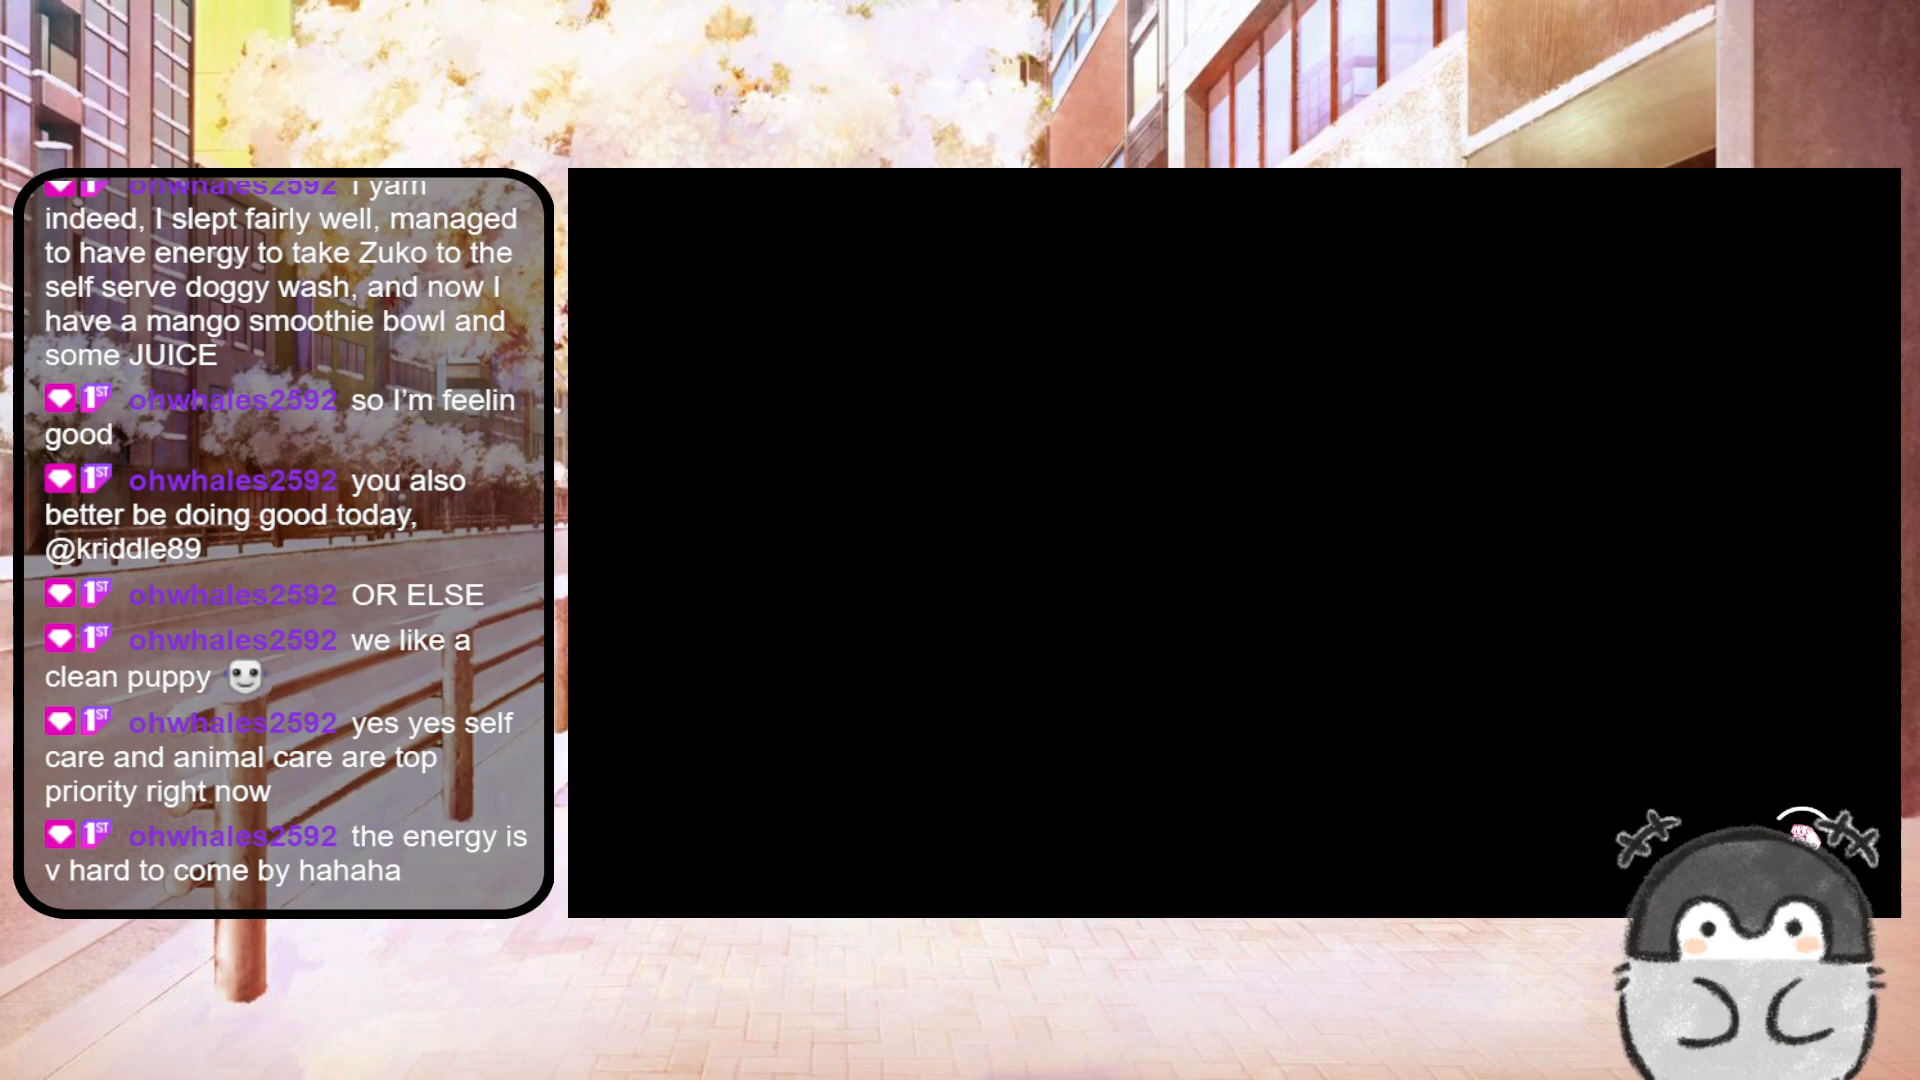 ohwhales2592 I yam
indeed, I slept fairly well, managed
to have energy to take Zuko to the
self serve doggy wash, and now I
have a mango smoothie bowl and
some JUICE
1ST ohwhales2592 so I’m feelin
good
1ST ohwhales2592 you also
better be doing good today,
@kriddle89
1ST ohwhales2592 OR ELSE
1ST ohwhales2592 we like a
clean puppy
1ST ohwhales2592 yes yes self
care and animal care are top
priority right now
1ST ohwhales2592 the energy is
v hard to come by hahaha